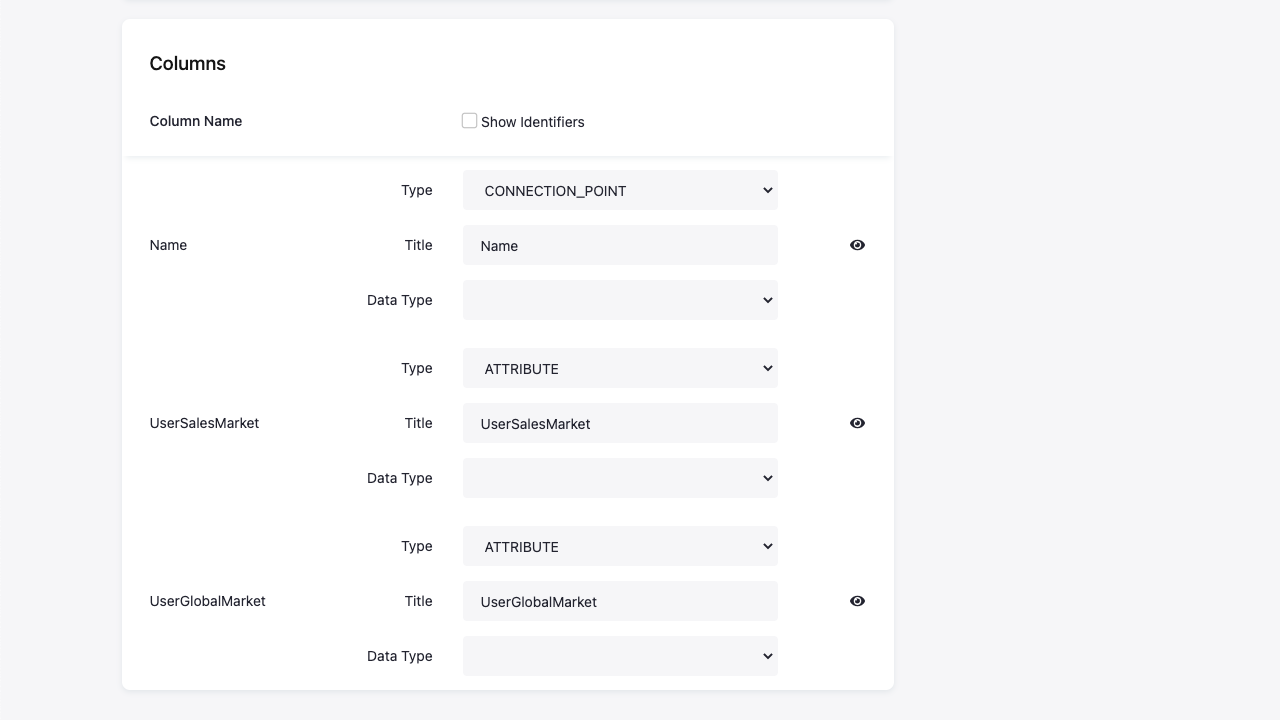 Columns
Column Name
Show Identifiers
Type
CONNECTION_POINT
Name
Title
Name
Data Type
Type
ATTRIBUTE
UserSalesMarket
Title
UserSalesMarket
Data Type
Type
ATTRIBUTE
UserGlobalMarket
Title
UserGlobalMarket
Data Type